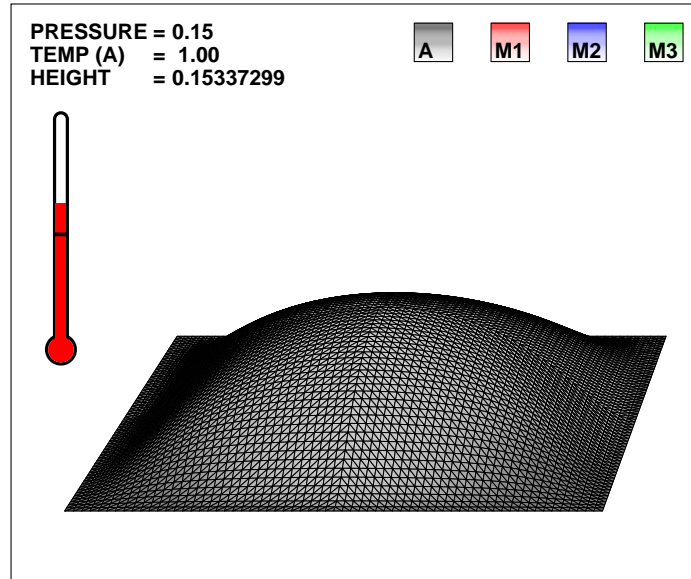 PRESSURE = 0.15
TEMP (A) = 1.00
HEIGHT = 0.15337299
A M1 M2 M3